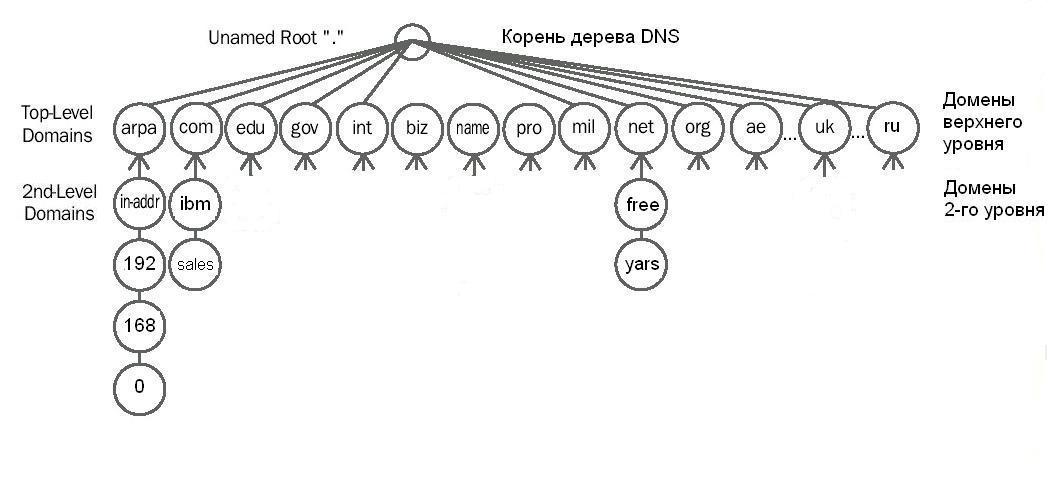 Unamed Root "." Корень дерева DNS
Top-Level
Domains
arpa com edu gov int biz name pro mil net org ae ... uk ... ru
Домены
верхнего
уровня
2nd-Level
Domains
in-addr ibm free
Домены
2-го уровня
192 sales yars
168
0